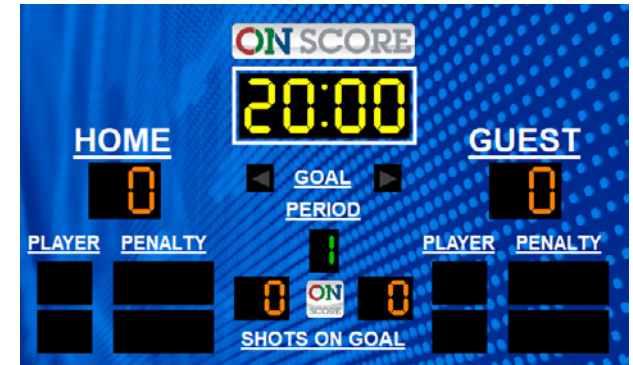 ON SCORE
20:00
HOME
GUEST
0
GOAL
0
PERIOD
PLAYER PENALTY
1
PLAYER PENALTY
0
ON
SCORE
0
SHOTS ON GOAL